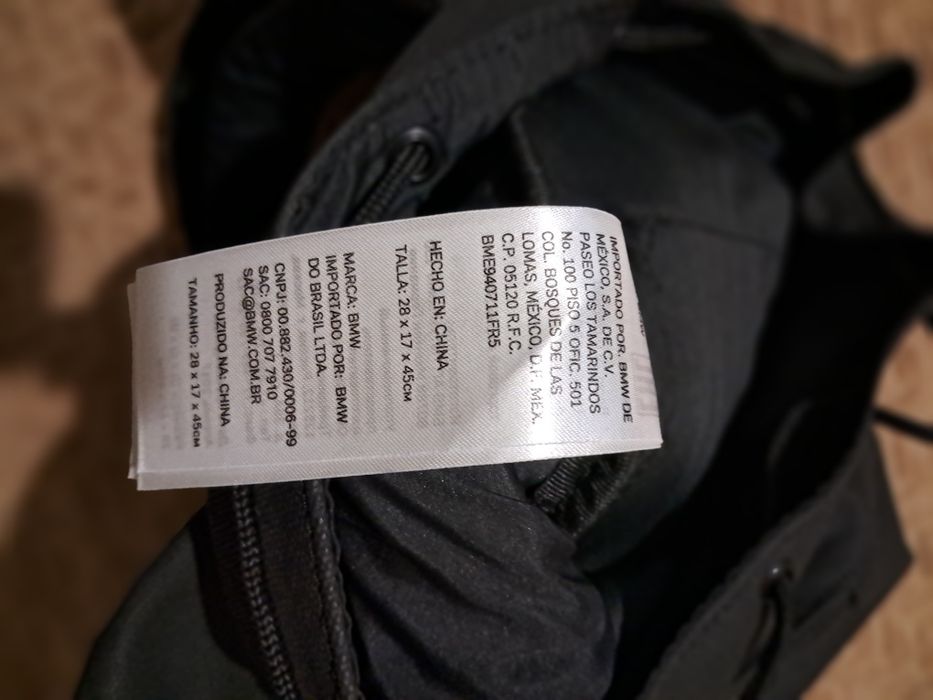 IMPORTADO POR: BMW DE
MÉXICO, S.A. DE C.V.
PASEO LOS TAMARINDOS
No. 100 PISO 5 OFIC. 501
COL. BOSQUES DE LAS
LOMAS, MÉXICO, D.F. MEX.
C.P. 05120 R.F.C.
BME940711FR5
HECHO EN: CHINA
TALLA: 28 x 17 x 45CM
MARCA: BMW
IMPORTADO POR: BMW
DO BRASIL LTDA.
CNPJ: 00.882.430/0006-99
SAC: 0800 707 7910
SAC@BMW.COM.BR
PRODUZIDO NA: CHINA
TAMANHO: 28 x 17 x 45CM